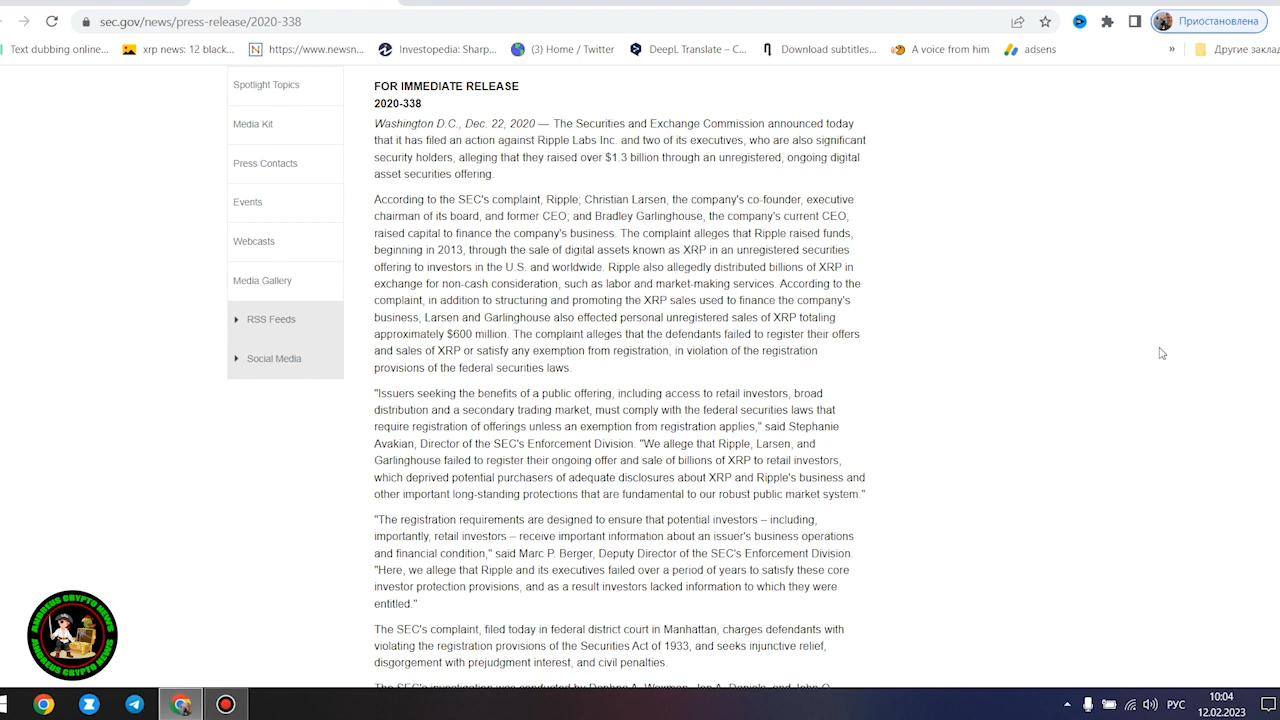 sec.gov/news/press-release/2020-338
Приостановлена
Text dubbing online...
xrp news: 12 black...
https://www.newsn...
Investopedia: Sharp...
(3) Home / Twitter
DeepL Translate – C...
Download subtitles...
A voice from him
adsens
»
Другие заклад
Spotlight Topics
Media Kit
Press Contacts
Events
Webcasts
Media Gallery
RSS Feeds
Social Media
FOR IMMEDIATE RELEASE
2020-338
Washington D.C., Dec. 22, 2020 — The Securities and Exchange Commission announced today
that it has filed an action against Ripple Labs Inc. and two of its executives, who are also significant
security holders, alleging that they raised over $1.3 billion through an unregistered, ongoing digital
asset securities offering.
According to the SEC's complaint, Ripple; Christian Larsen, the company's co-founder, executive
chairman of its board, and former CEO; and Bradley Garlinghouse, the company's current CEO,
raised capital to finance the company's business. The complaint alleges that Ripple raised funds,
beginning in 2013, through the sale of digital assets known as XRP in an unregistered securities
offering to investors in the U.S. and worldwide. Ripple also allegedly distributed billions of XRP in
exchange for non-cash consideration, such as labor and market-making services. According to the
complaint, in addition to structuring and promoting the XRP sales used to finance the company's
business, Larsen and Garlinghouse also effected personal unregistered sales of XRP totaling
approximately $600 million. The complaint alleges that the defendants failed to register their offers
and sales of XRP or satisfy any exemption from registration, in violation of the registration
provisions of the federal securities laws.
"Issuers seeking the benefits of a public offering, including access to retail investors, broad
distribution and a secondary trading market, must comply with the federal securities laws that
require registration of offerings unless an exemption from registration applies," said Stephanie
Avakian, Director of the SEC's Enforcement Division. "We allege that Ripple, Larsen, and
Garlinghouse failed to register their ongoing offer and sale of billions of XRP to retail investors,
which deprived potential purchasers of adequate disclosures about XRP and Ripple's business and
other important long-standing protections that are fundamental to our robust public market system."
"The registration requirements are designed to ensure that potential investors – including,
importantly, retail investors – receive important information about an issuer's business operations
and financial condition," said Marc P. Berger, Deputy Director of the SEC's Enforcement Division.
"Here, we allege that Ripple and its executives failed over a period of years to satisfy these core
investor protection provisions, and as a result investors lacked information to which they were
entitled."
The SEC's complaint, filed today in federal district court in Manhattan, charges defendants with
violating the registration provisions of the Securities Act of 1933, and seeks injunctive relief,
disgorgement with prejudgment interest, and civil penalties.
The SEC's investigation was conducted by Daphna A. Waxman, Jon A. Daniels, and John O.
ANDREUS CRYPTO NEWS
ANDREUS CRYPTO NEWS
РУС
10:04
12.02.2023